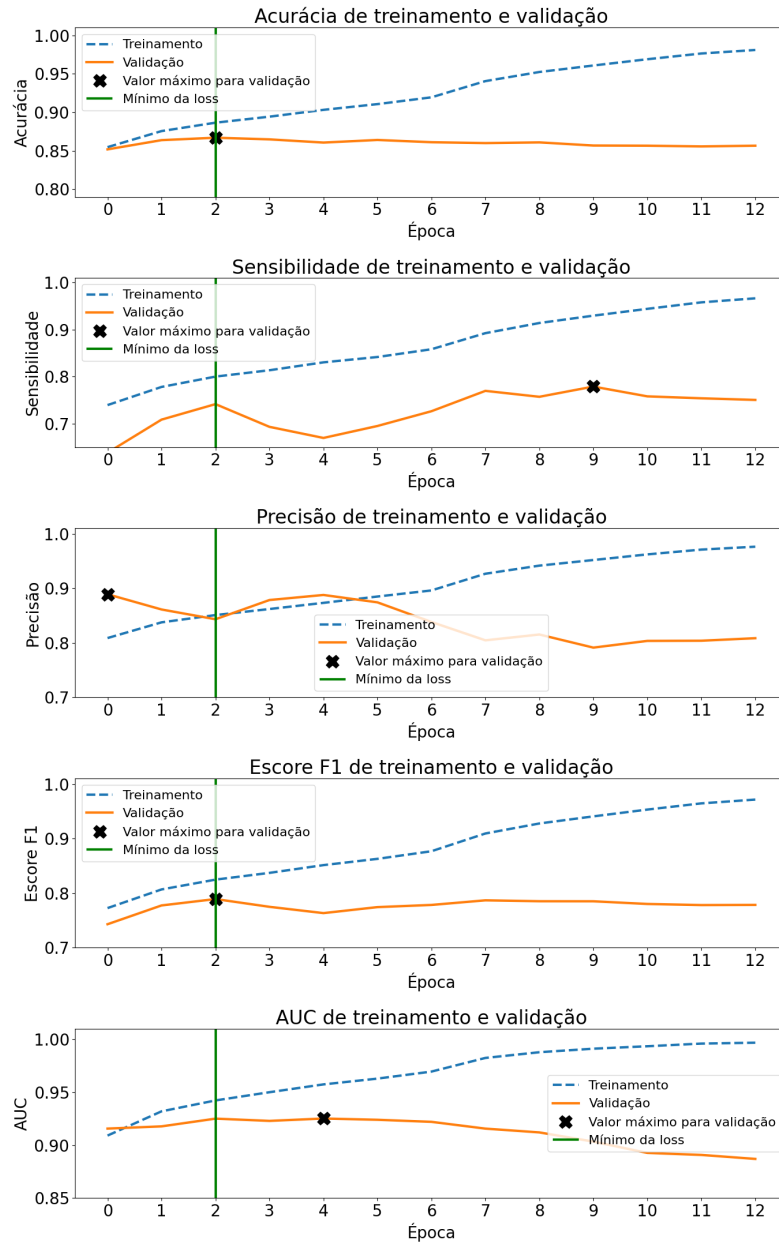 Acurácia de treinamento e validação
1.00
0.95
0.90
0.85
0.80
Acurácia
Treinamento
Validação
Valor máximo para validação
Mínimo da loss
0 1 2 3 4 5 6 7 8 9 10 11 12
Época
Sensibilidade de treinamento e validação
1.0
0.9
0.8
0.7
Sensibilidade
Treinamento
Validação
Valor máximo para validação
Mínimo da loss
0 1 2 3 4 5 6 7 8 9 10 11 12
Época
Precisão de treinamento e validação
1.0
0.9
0.8
0.7
Precisão
Treinamento
Validação
Valor máximo para validação
Mínimo da loss
0 1 2 3 4 5 6 7 8 9 10 11 12
Época
Escore F1 de treinamento e validação
1.0
0.9
0.8
0.7
Escore F1
Treinamento
Validação
Valor máximo para validação
Mínimo da loss
0 1 2 3 4 5 6 7 8 9 10 11 12
Época
AUC de treinamento e validação
1.00
0.95
0.90
0.85
AUC
Treinamento
Validação
Valor máximo para validação
Mínimo da loss
0 1 2 3 4 5 6 7 8 9 10 11 12
Época